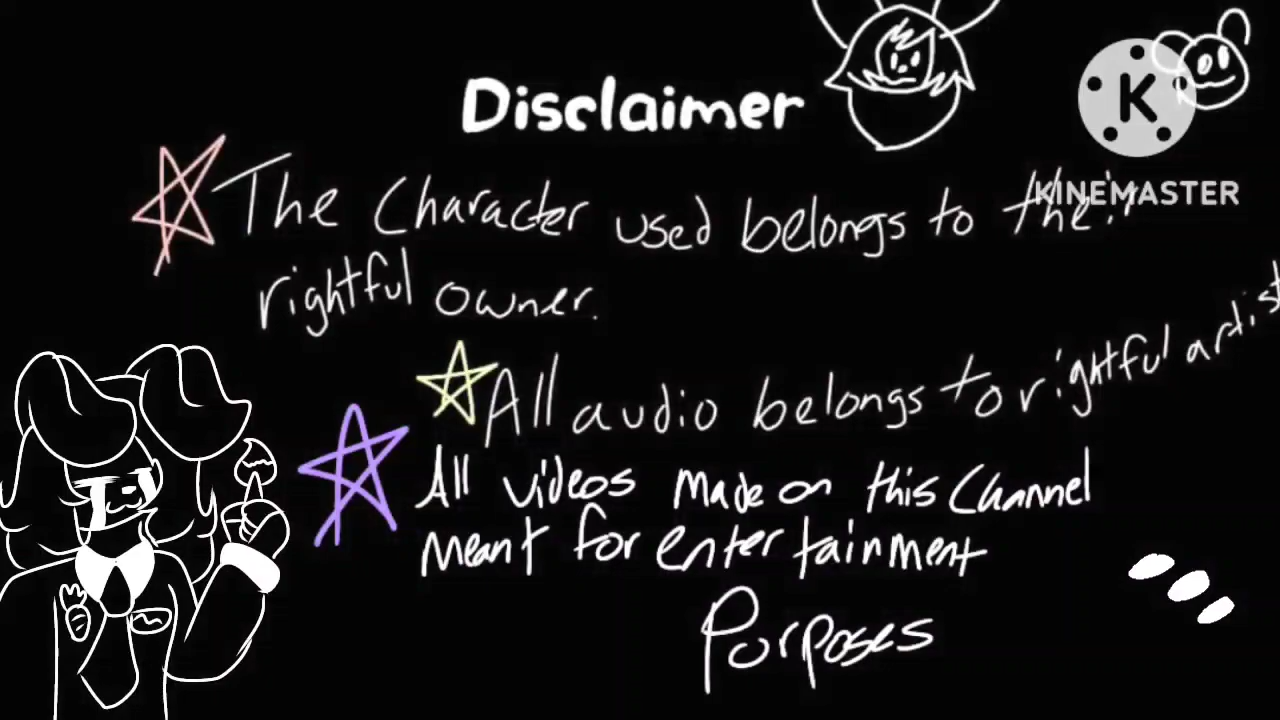 Disclaimer
K
KINEMASTER
The Character used belongs to their
rightful owner.
All audio belongs to rightful artist
All videos made on this Channel
meant for entertainment
Purposes